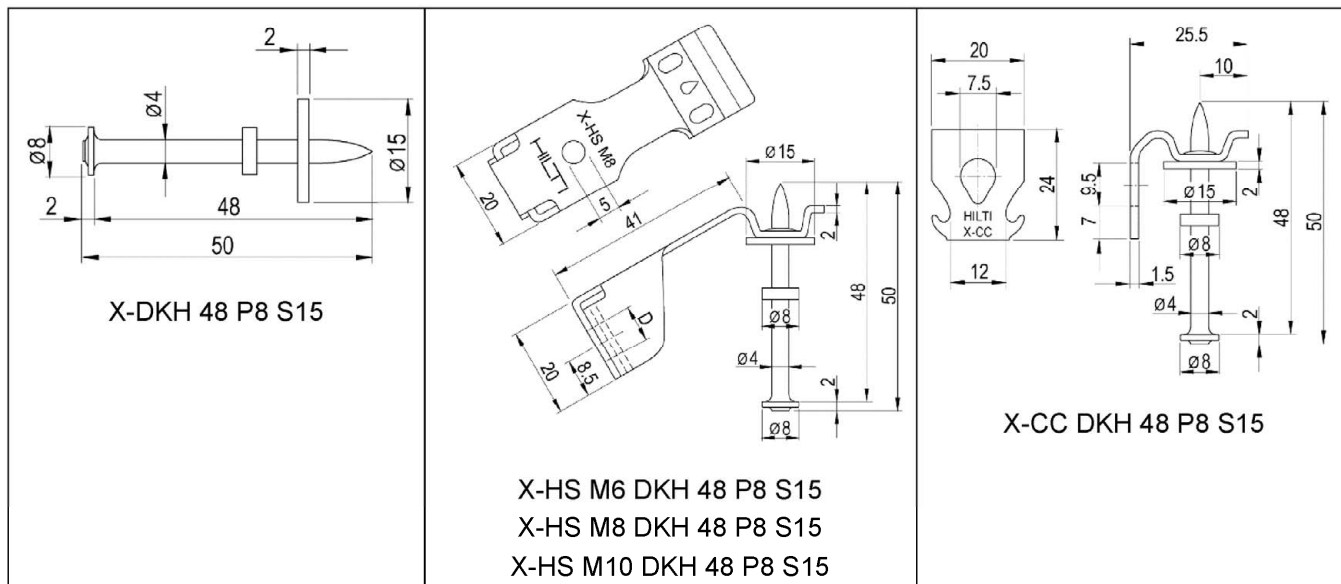 2
ø4
ø8
ø15
2
48
50
X-DKH 48 P8 S15
X-HS M8
HILTI
20
5
41
ø15
2
48
50
D
ø8
20
8.5
ø4
2
ø8
X-HS M6 DKH 48 P8 S15
X-HS M8 DKH 48 P8 S15
X-HS M10 DKH 48 P8 S15
25.5
20
10
7.5
24
9.5
ø15
2
48
50
7
HILTI
X-CC
ø8
12
1.5
ø4
2
ø8
X-CC DKH 48 P8 S15